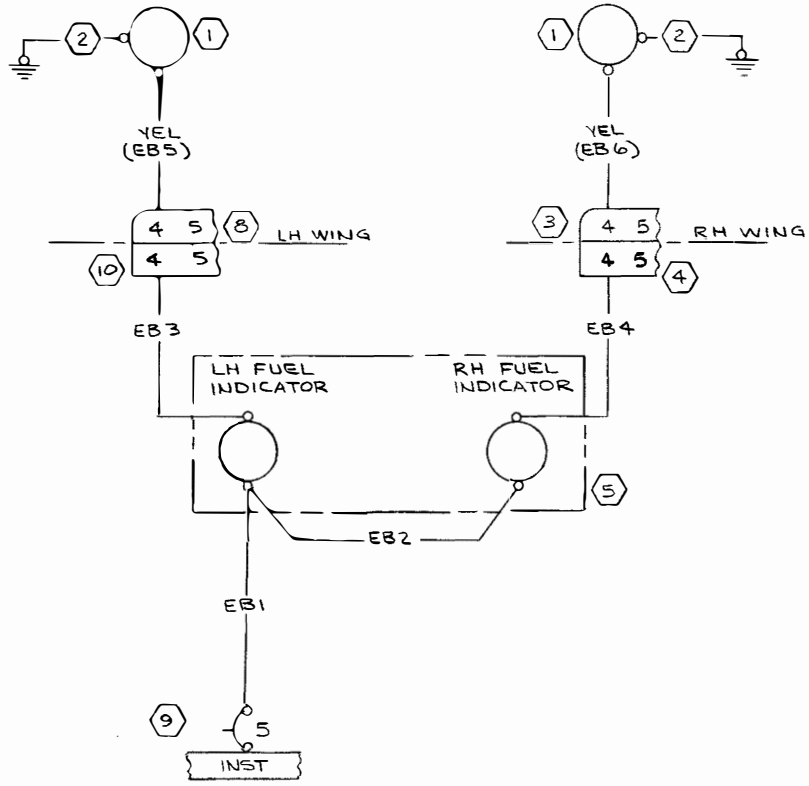 2 1 1 2
YEL
(EB5)
YEL
(EB6)
4 5 8
LH WING
3 4 5
RH WING
10 4 5
4 5 4
EB3
EB4
LH FUEL
INDICATOR
RH FUEL
INDICATOR
5
EB2
EB1
9 5
INST